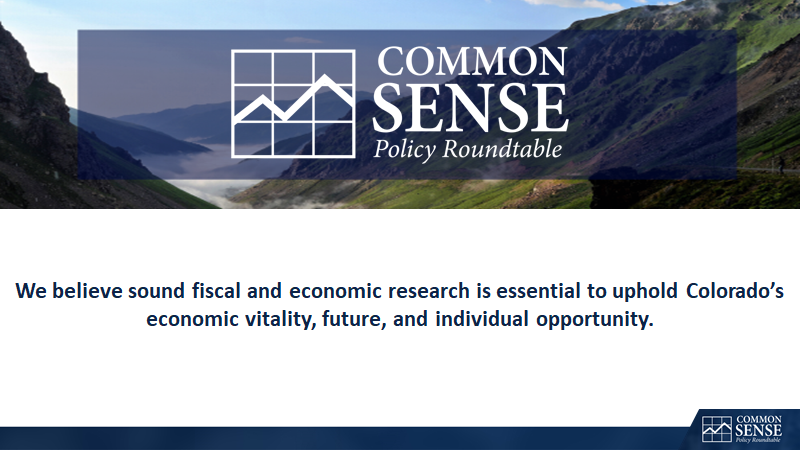 COMMON
SENSE
Policy Roundtable
We believe sound fiscal and economic research is essential to uphold Colorado's
economic vitality, future, and individual opportunity.
COMMON
SENSE
Policy Roundtable